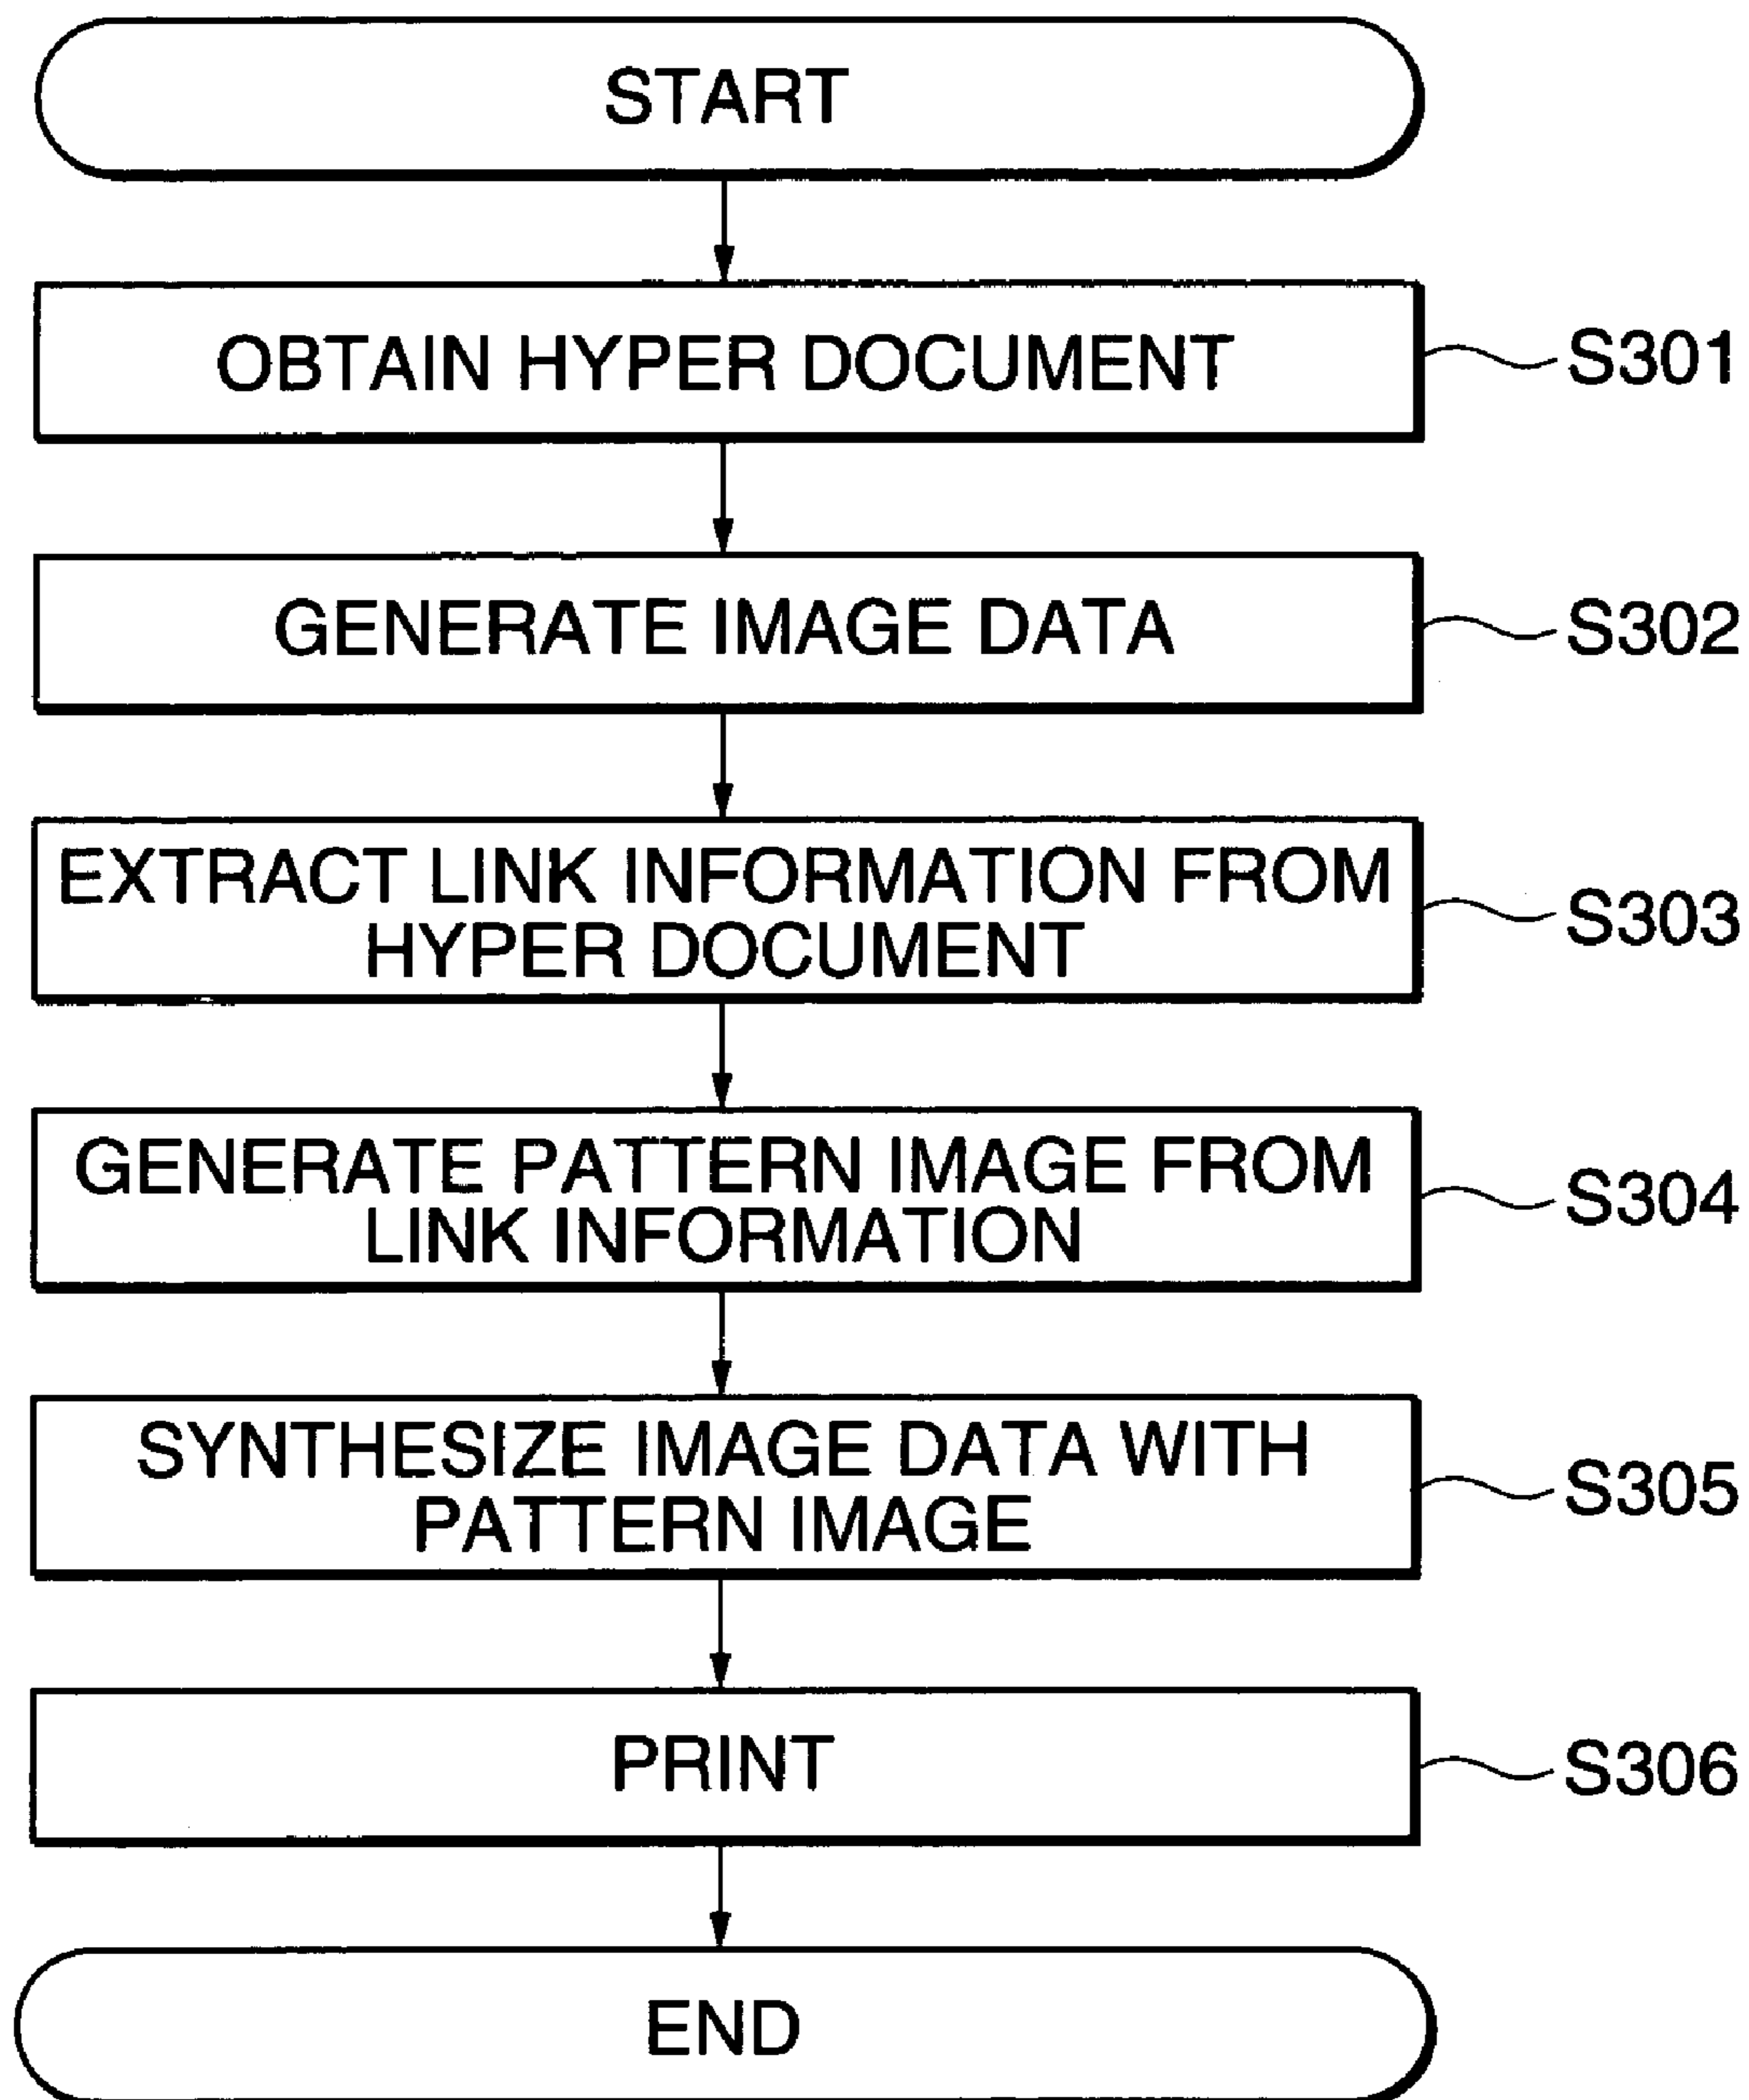 START
OBTAIN HYPER DOCUMENT
S301
GENERATE IMAGE DATA
S302
EXTRACT LINK INFORMATION FROM
HYPER DOCUMENT
S303
GENERATE PATTERN IMAGE FROM
LINK INFORMATION
S304
SYNTHESIZE IMAGE DATA WITH
PATTERN IMAGE
S305
PRINT
S306
END